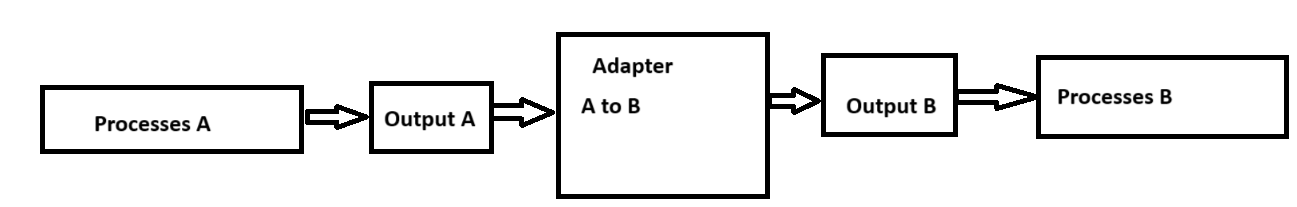 Processes A
Output A
Adapter
A to B
Output B
Processes B